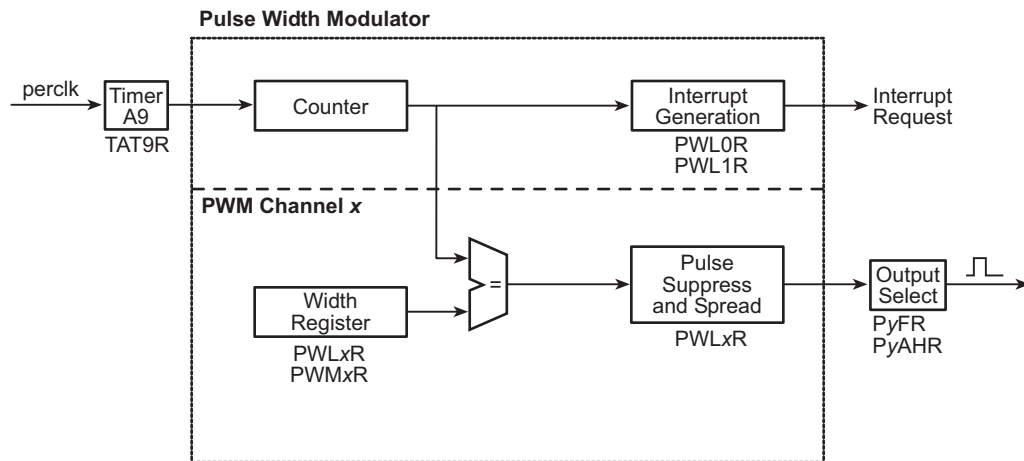 Pulse Width Modulator
perclk
Timer
A9
TAT9R
Counter
Interrupt
Generation
PWL0R
PWL1R
Interrupt
Request
PWM Channel x
Width
Register
PWLxR
PWMxR
=
Pulse
Suppress
and Spread
PWLxR
Output
Select
PyFR
PyAHR